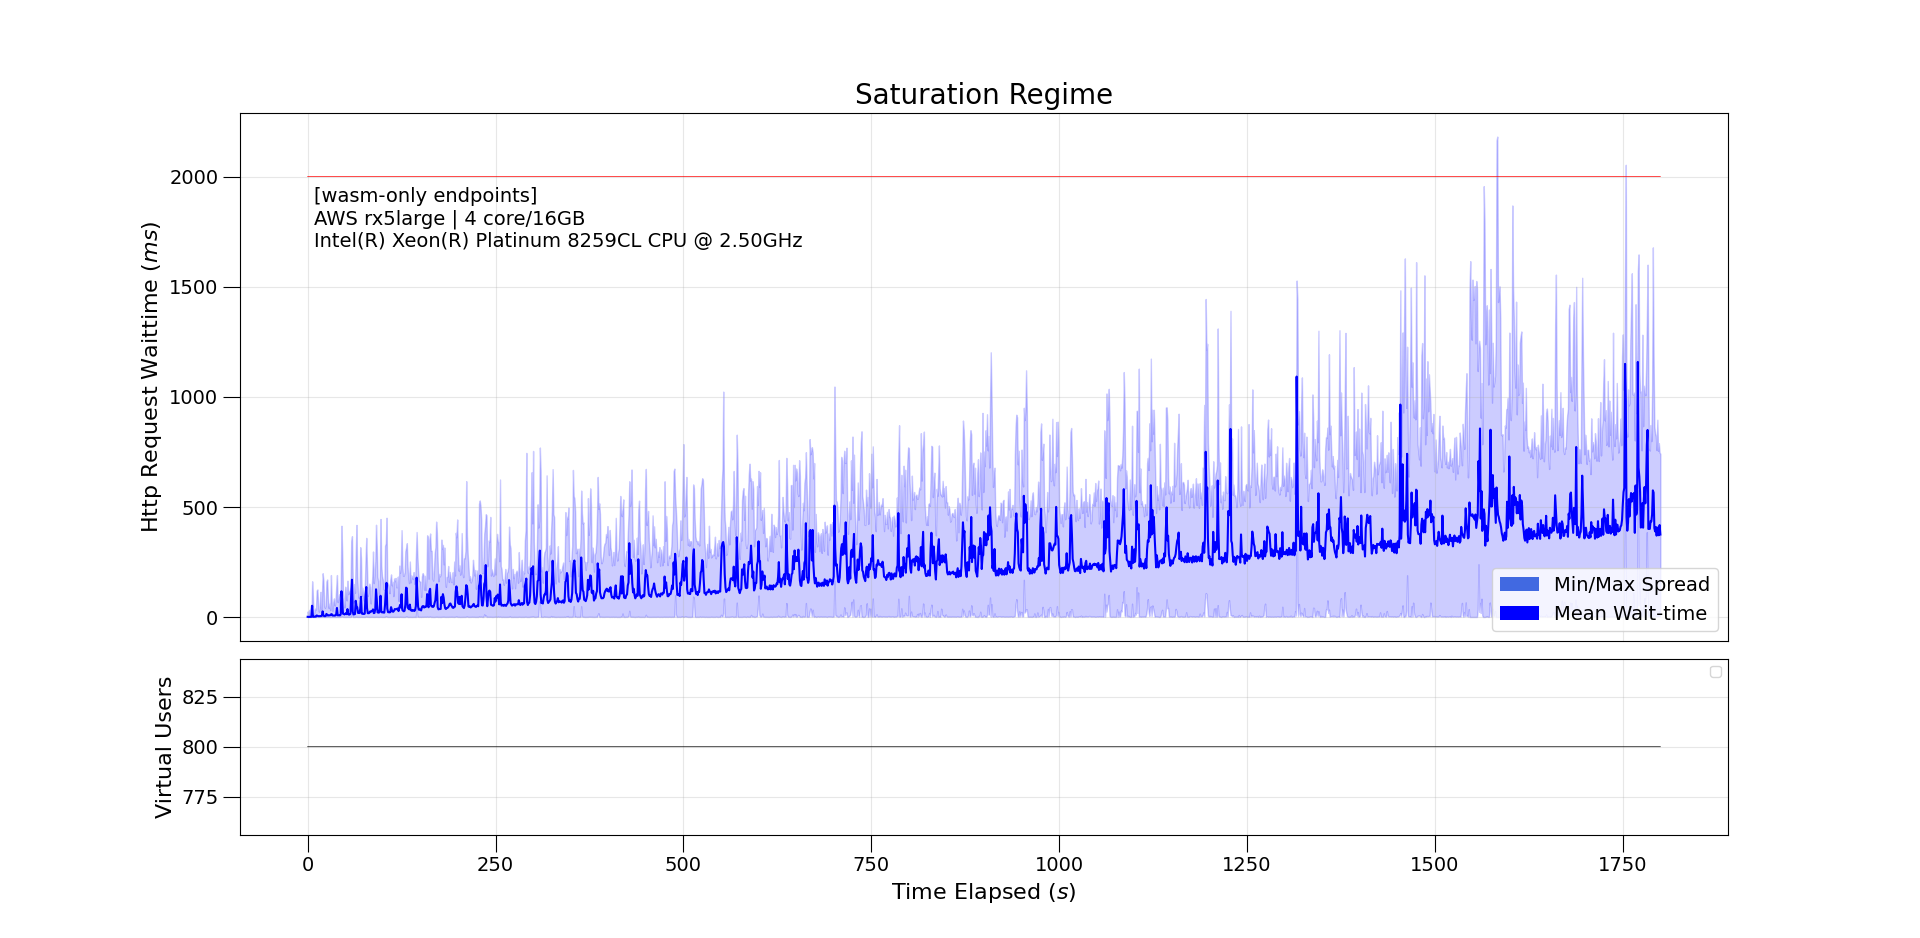 Saturation Regime
Http Request Waittime (ms)
2000
1500
1000
500
0
[wasm-only endpoints]
AWS rx5large | 4 core/16GB
Intel(R) Xeon(R) Platinum 8259CL CPU @ 2.50GHz
Min/Max Spread
Mean Wait-time
Virtual Users
825
800
775
0 250 500 750 1000 1250 1500 1750
Time Elapsed (s)